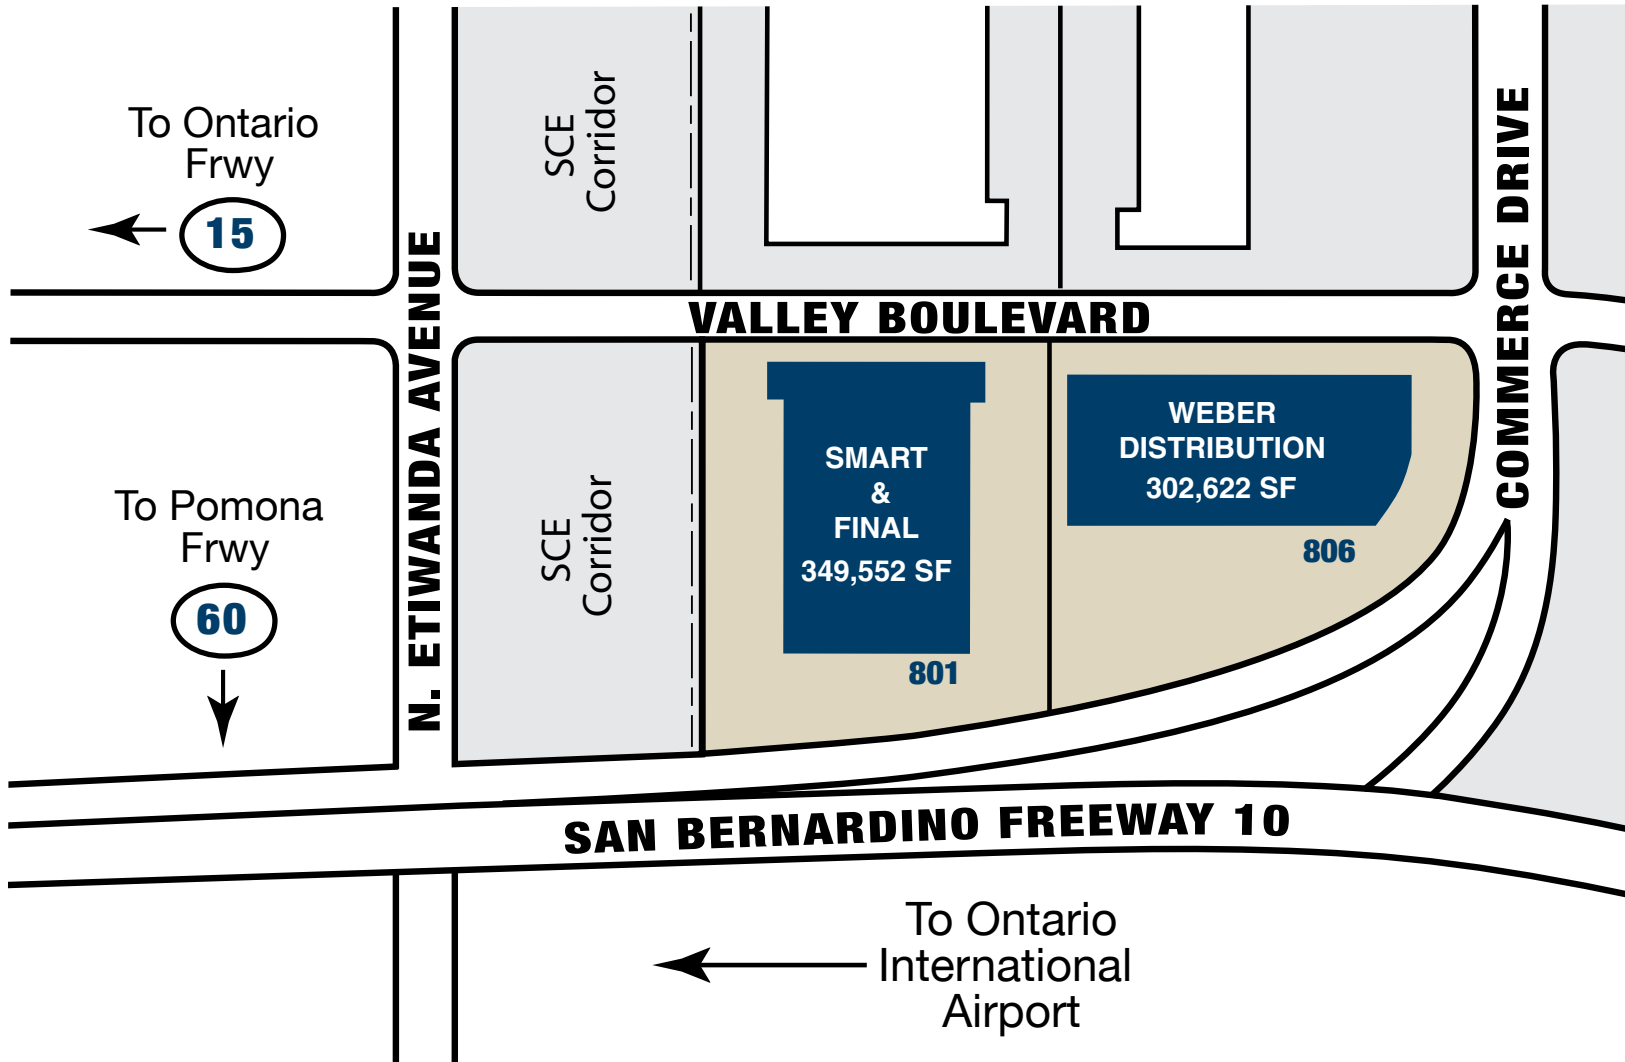 To Ontario
Frwy
15
SCE
Corridor
COMMERCE DRIVE
N. ETIWANDA AVENUE
VALLEY BOULEVARD
To Pomona
Frwy
60
SCE
Corridor
SMART
&
FINAL
349,552 SF
801
WEBER
DISTRIBUTION
302,622 SF
806
SAN BERNARDINO FREEWAY 10
To Ontario
International
Airport